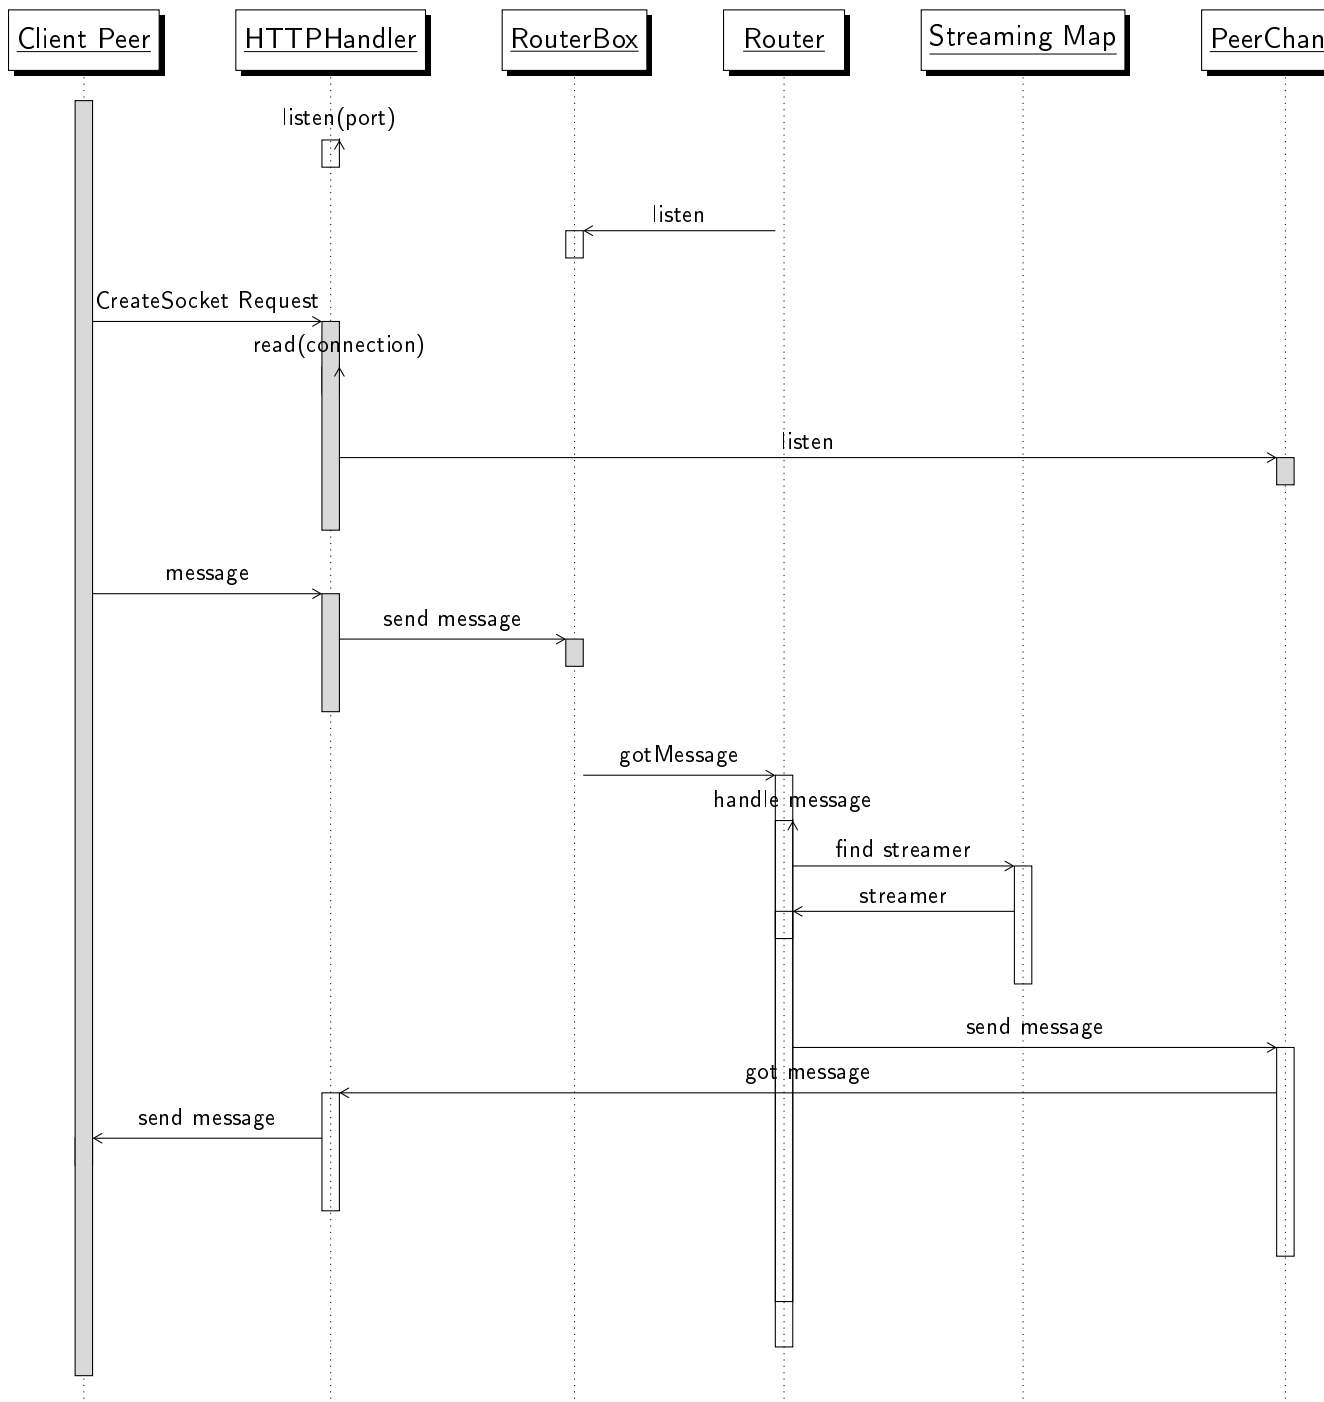 Client Peer
HTTPHandler
RouterBox
Router
Streaming Map
PeerChan
listen(port)
listen
CreateSocket Request
read(connection)
listen
message
send message
gotMessage
handle message
find streamer
streamer
send message
got message
send message